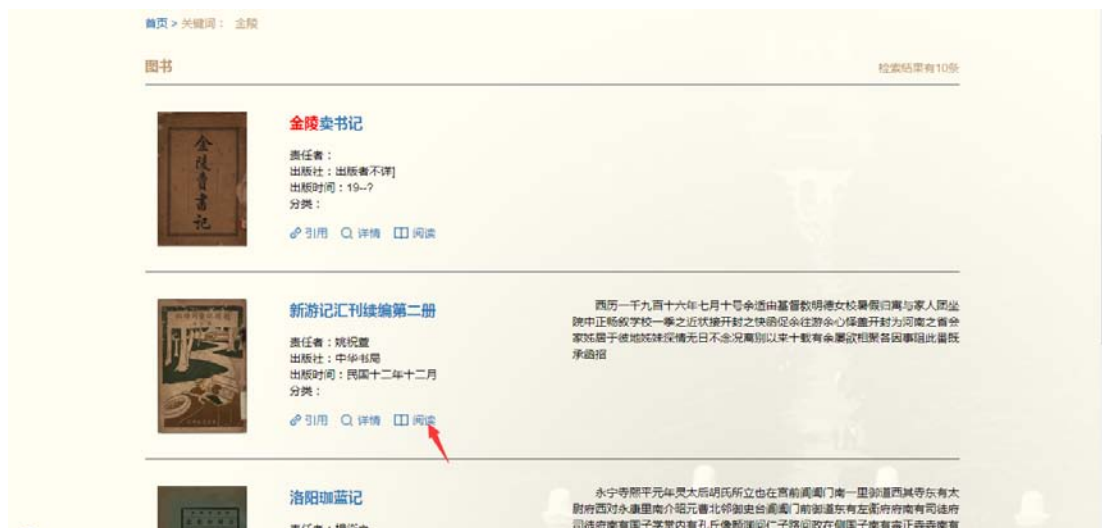 首页 > 关键词： 金陵
图书
检索结果有10条
金陵卖书记
金陵賣書記
责任者：
出版社：出版者不详]
出版时间：19--?
分类：
引用 详情 阅读
新游记汇刊续编第二册
责任者：姚祝萱
出版社：中华书局
出版时间：民国十二年十二月
分类：
引用 详情 阅读
西历一千九百十六年七月十号余适由基督教明德女校暑假归寓与家人团坐
院中正畅叙学校一季之近状接开封之快函促余往游余心怿盖开封为河南之省会
家姊居于彼地姊妹深情无日不念况离别以来十载有余屡欲相聚各因事阻此番既
承函招
洛阳珈蓝记
永宁寺熙平元年灵太后胡氏所立也在宫前阊阖门南一里御道西其寺东有太
尉府西对永康里南介昭元曹北邻御史台阊阖门前御道东有左衙府府南有司徒府